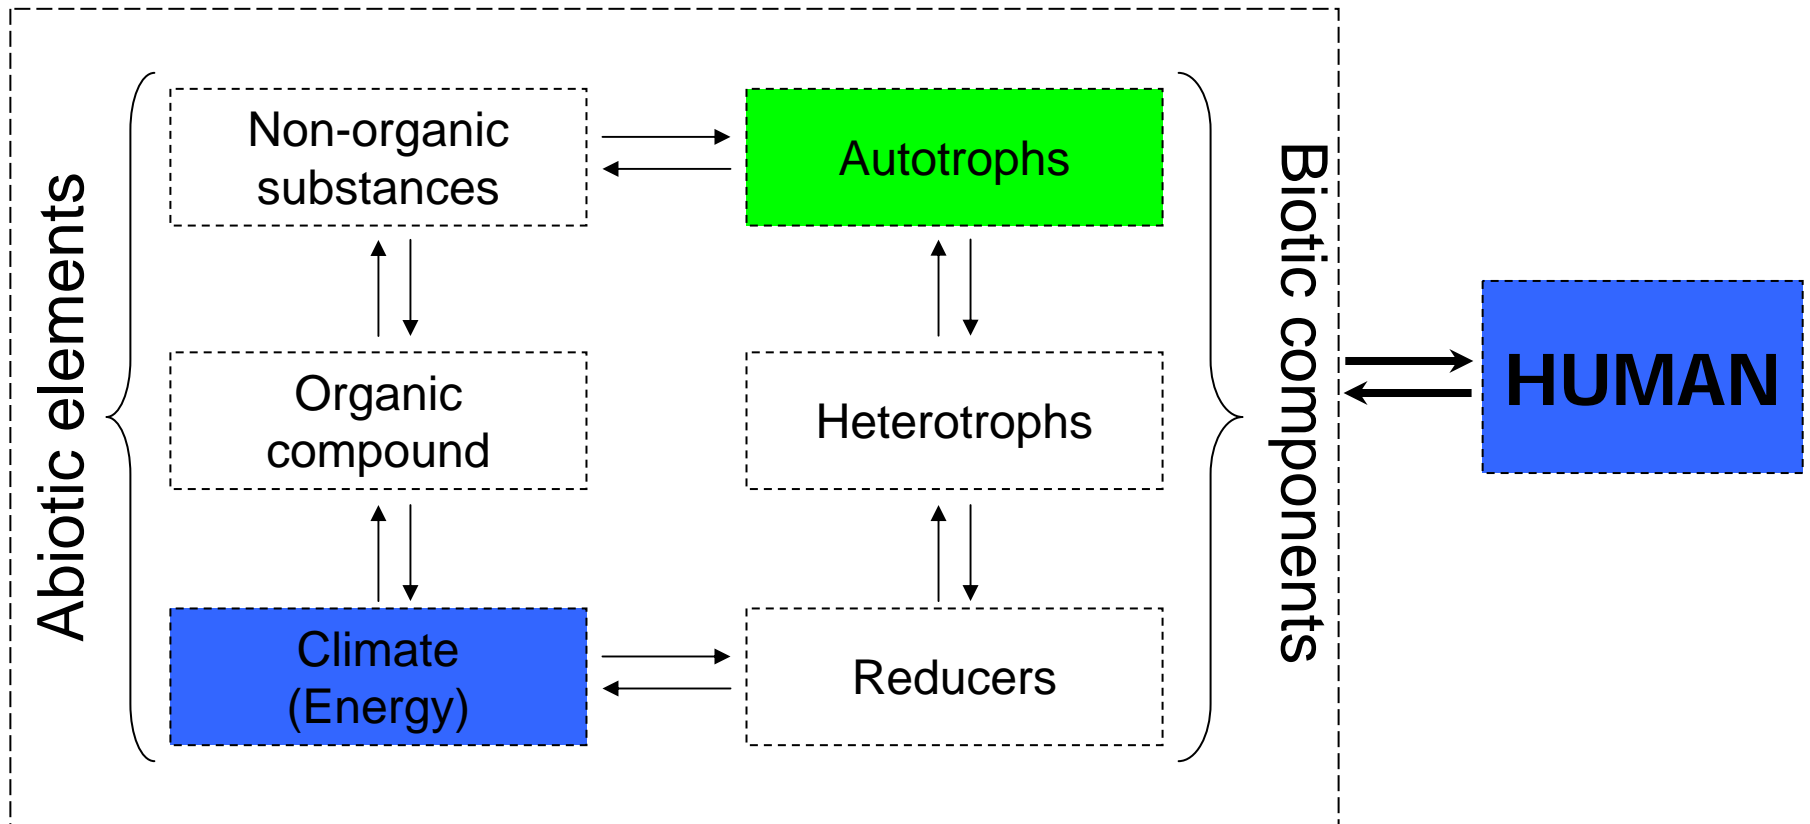 Abiotic elements
Non-organic
substances
Autotrophs
Organic
compound
Heterotrophs
Climate
(Energy)
Reducers
Biotic components
HUMAN